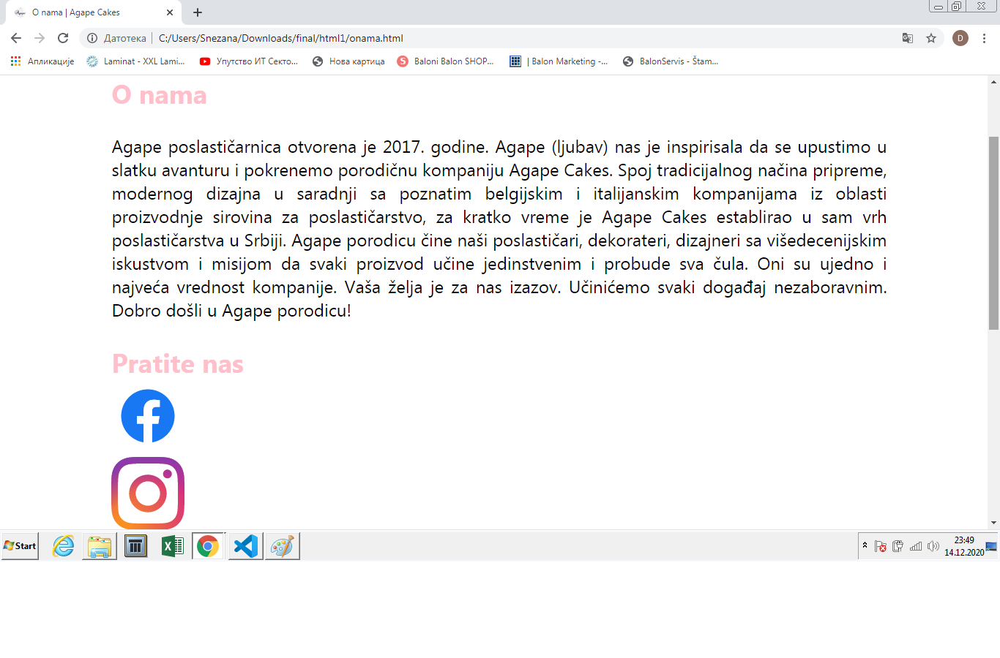 O nama | Agape Cakes
Датотека | C:/Users/Snezana/Downloads/final/html1/onama.html
D
Апликације
Laminat - XXL Lami...
Упутство ИТ Секто...
Нова картица
S
Baloni Balon SHOP...
| Balon Marketing -...
BalonServis - Štam...
O nama
Agape poslastičarnica otvorena je 2017. godine. Agape (ljubav) nas je inspirisala da se upustimo u
slatku avanturu i pokrenemo porodičnu kompaniju Agape Cakes. Spoj tradicijalnog načina pripreme,
modernog dizajna u saradnji sa poznatim belgijskim i italijanskim kompanijama iz oblasti
proizvodnje sirovina za poslastičarstvo, za kratko vreme je Agape Cakes establirao u sam vrh
poslastičarstva u Srbiji. Agape porodicu čine naši poslastičari, dekorateri, dizajneri sa višedecenijskim
iskustvom i misijom da svaki proizvod učine jedinstvenim i probude sva čula. Oni su ujedno i
najveća vrednost kompanije. Vaša želja je za nas izazov. Učinićemo svaki događaj nezaboravnim.
Dobro došli u Agape porodicu!
Pratite nas
Start
23:49
14.12.2020